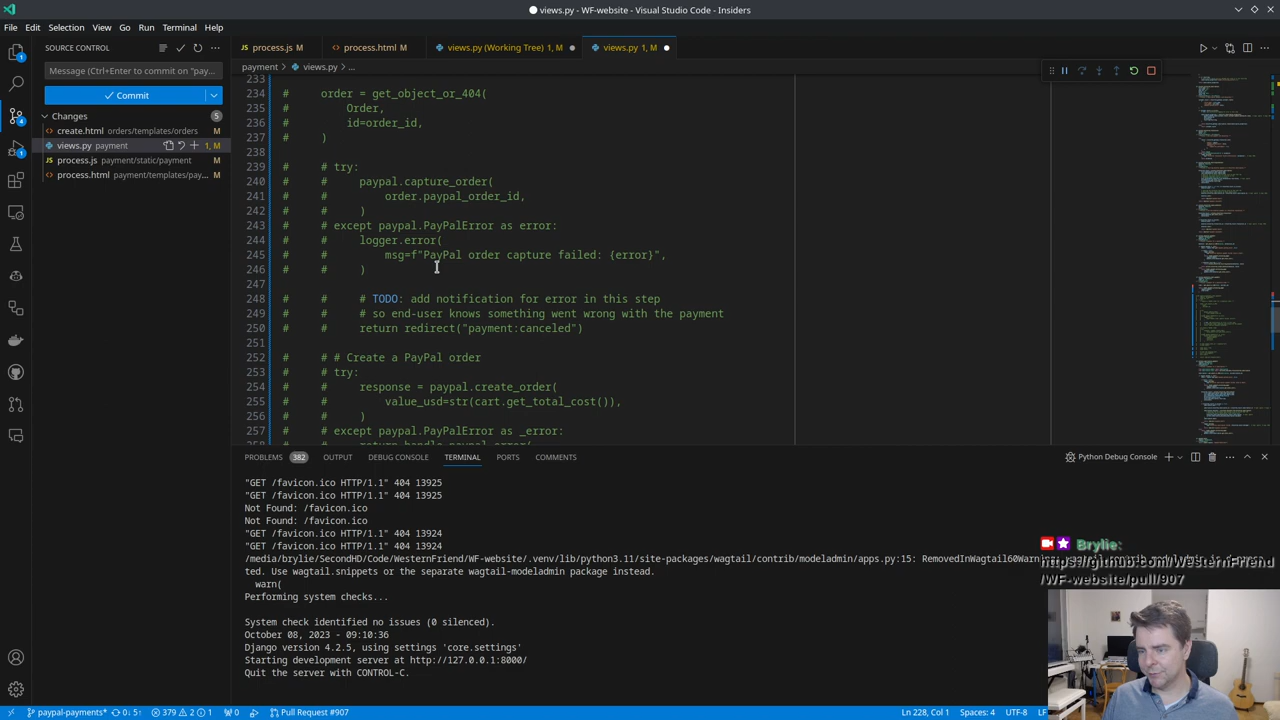 views.py - WF-website - Visual Studio Code - Insiders
File Edit Selection View Go Run Terminal Help
SOURCE CONTROL
process.js M
process.html M
views.py (Working Tree) 1, M
views.py 1, M
payment > views.py > ...
Message (Ctrl+Enter to commit on "pay...
Commit
Changes 5
create.html orders/templates/orders M
views.py payment 1, M
process.js payment/static/payment M
process.html payment/templates/pay... M
233
234 # order = get_object_or_404(
235 # Order,
236 # id=order_id,
237 # )
238
239 # # try:
240 # # paypal.capture_order(
241 # # order.paypal_order_id,
242 # # )
243 # # except paypal.PayPalError as error:
244 # # logger.error(
245 # # msg=f"PayPal order capture failed: {error}",
246 # # )
247
248 # # # TODO: add notification for error in this step
249 # # # so end-user knows something went wrong with the payment
250 # # return redirect("payment:canceled")
251
252 # # # Create a PayPal order
253 # # try:
254 # # response = paypal.create_order(
255 # # value_usd=str(cart.get_total_cost()),
256 # # )
257 # # except paypal.PayPalError as error:
PROBLEMS 382 OUTPUT DEBUG CONSOLE TERMINAL PORTS COMMENTS
Python Debug Console
"GET /favicon.ico HTTP/1.1" 404 13925
"GET /favicon.ico HTTP/1.1" 404 13925
Not Found: /favicon.ico
Not Found: /favicon.ico
"GET /favicon.ico HTTP/1.1" 404 13924
"GET /favicon.ico HTTP/1.1" 404 13924
/media/brylie/SecondHD/Code/WesternFriend/WF-website/.venv/lib/python3.11/site-packages/wagtail/contrib/modeladmin/apps.py:15: RemovedInWagtail60War
ted. Use wagtail.snippets or the separate wagtail-modeladmin package instead.
warn(
Performing system checks...
System check identified no issues (0 silenced).
October 08, 2023 - 09:10:36
Django version 4.2.5, using settings 'core.settings'
Starting development server at http://127.0.0.1:8000/
Quit the server with CONTROL-C.
Brylie:
https://github.com/WesternFriend
/WF-website/pull/907
paypal-payments* 0↓ 5↑ 379 2 1 0 Pull Request #907
Ln 228, Col 1 Spaces: 4 UTF-8 LF